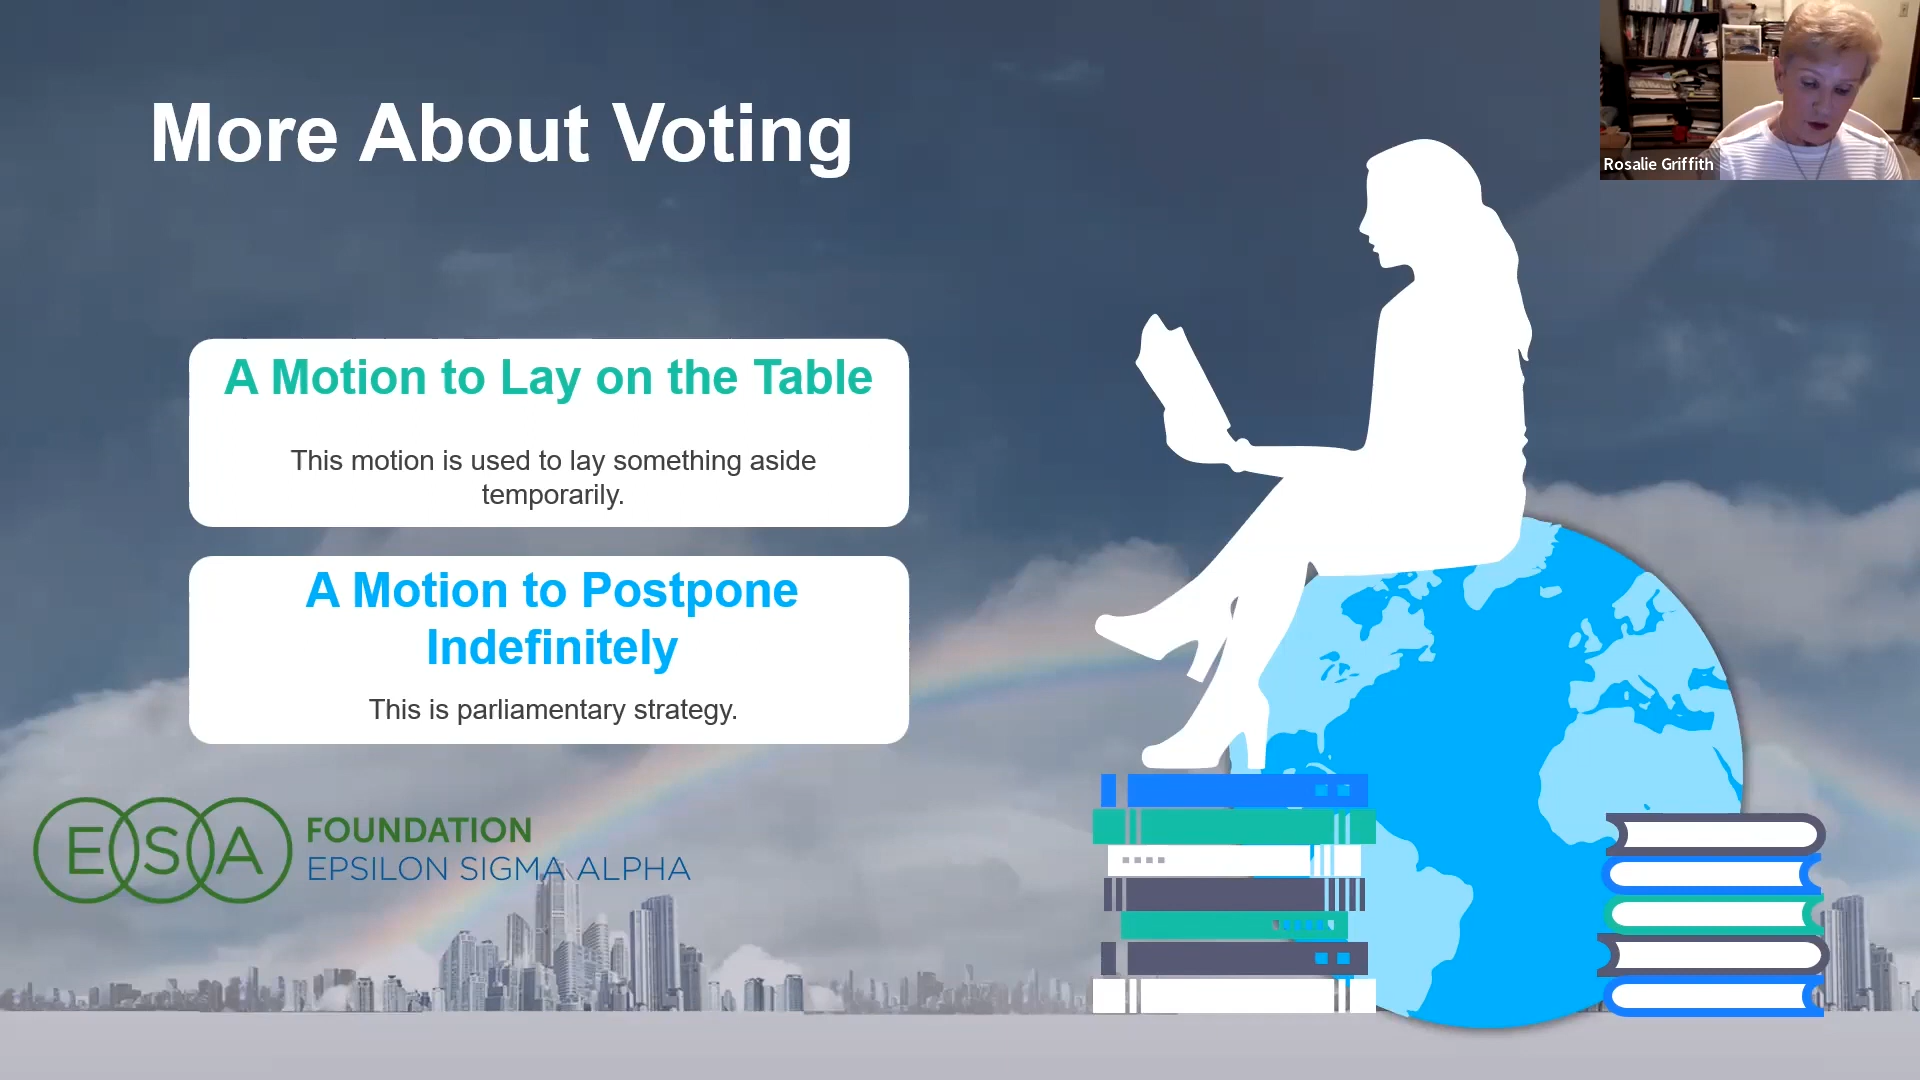 More About Voting
Rosalie Griffith
A Motion to Lay on the Table
This motion is used to lay something aside
temporarily.
A Motion to Postpone
Indefinitely
This is parliamentary strategy.
ESA
FOUNDATION
EPSILON SIGMA ALPHA